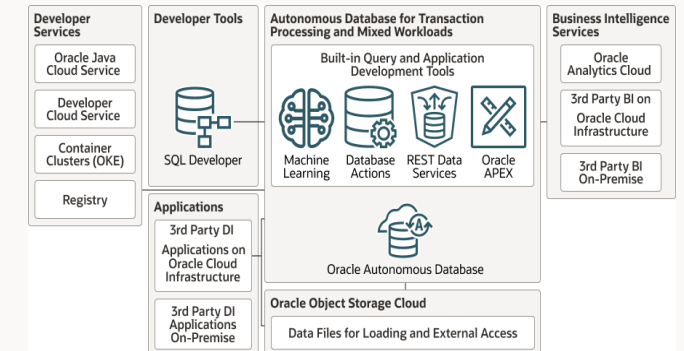 Developer
Services
Oracle Java
Cloud Service
Developer
Cloud Service
Container
Clusters (OKE)
Registry
Developer Tools
SQL Developer
Applications
3rd Party DI
Applications on
Oracle Cloud
Infrastructure
3rd Party DI
Applications
On-Premise
Autonomous Database for Transaction
Processing and Mixed Workloads
Built-in Query and Application
Development Tools
Machine
Learning
Database
Actions
REST Data
Services
Oracle
APEX
A
Oracle Autonomous Database
Oracle Object Storage Cloud
Data Files for Loading and External Access
Business Intelligence
Services
Oracle
Analytics Cloud
3rd Party BI on
Oracle Cloud
Infrastructure
3rd Party BI
On-Premise